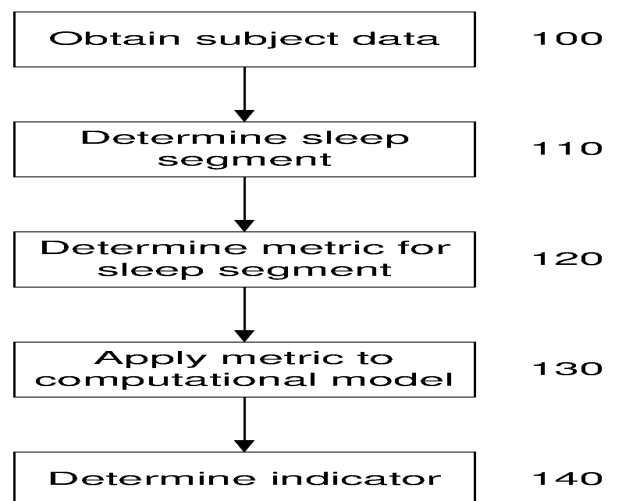 Obtain subject data 100
Determine sleep
segment 110
Determine metric for
sleep segment 120
Apply metric to
computational model 130
Determine indicator 140